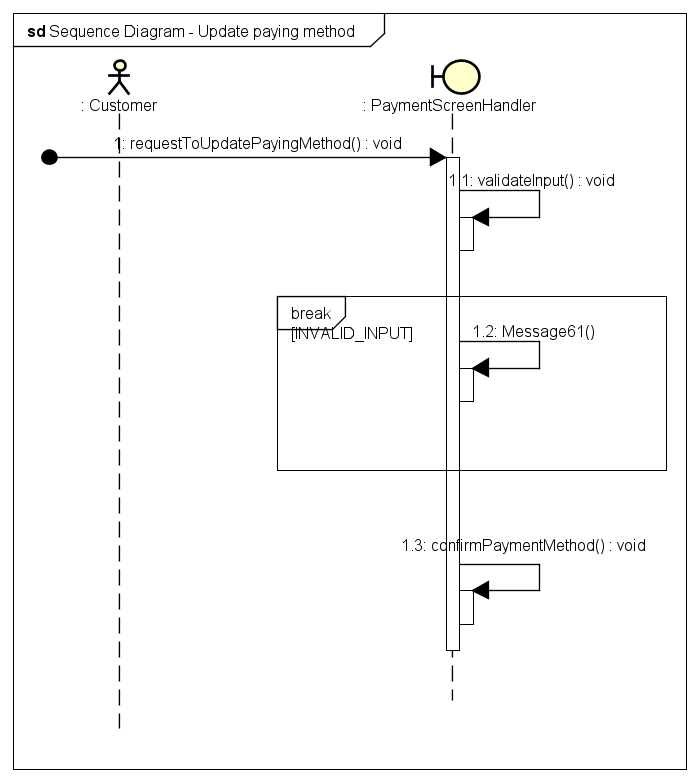 sd Sequence Diagram - Update paying method
: Customer
: PaymentScreenHandler
1: requestToUpdatePayingMethod() : void
1.1: validateInput() : void
break
[INVALID_INPUT]
1.2: Message61()
1.3: confirmPaymentMethod() : void